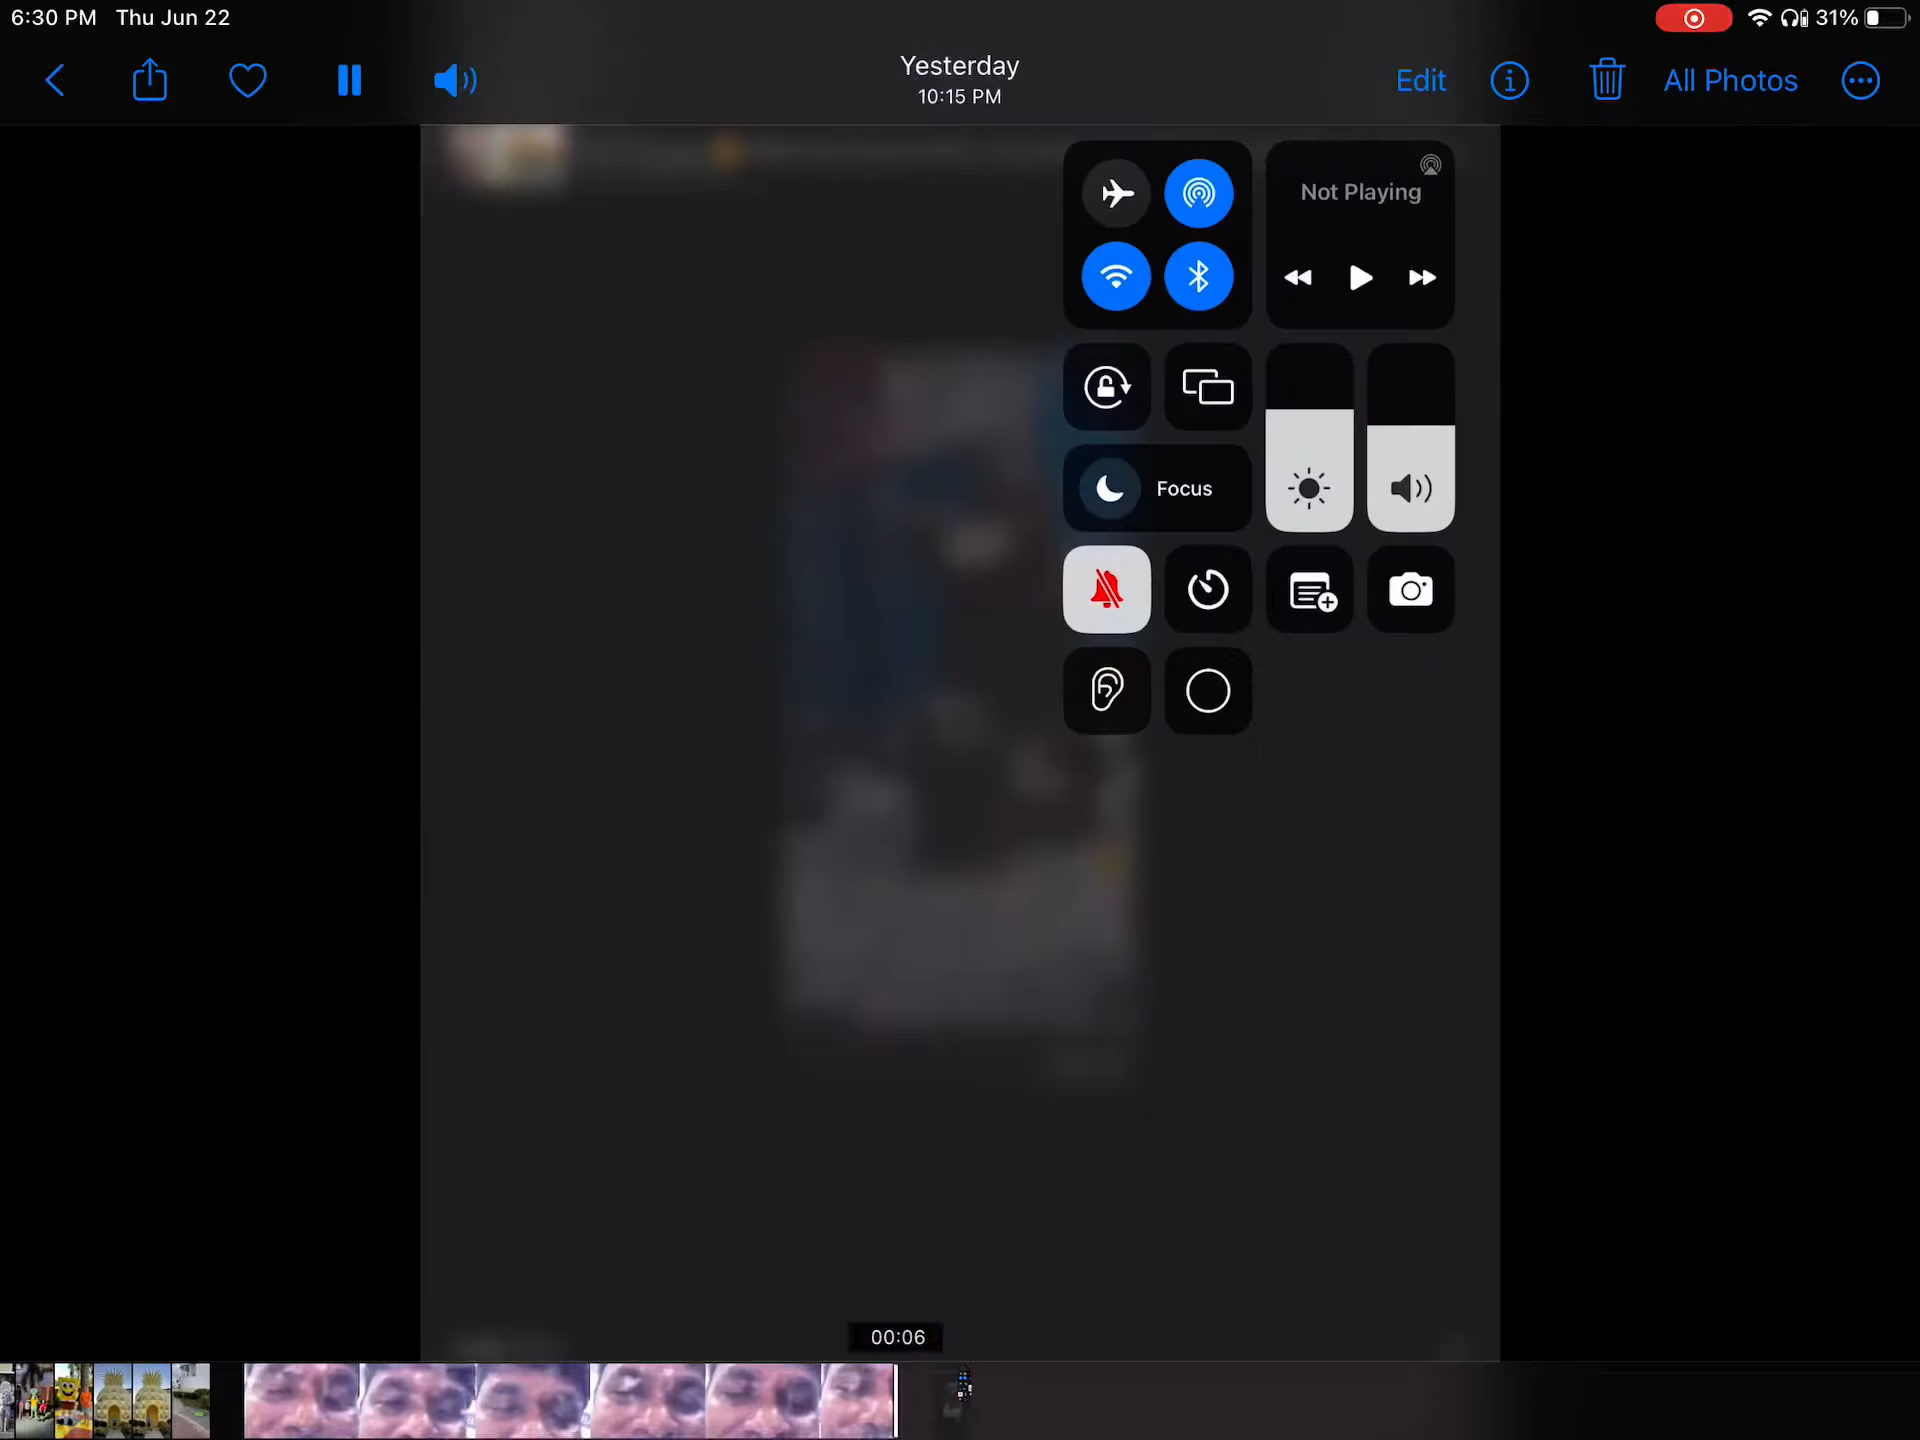 6:30 PM Thu Jun 22
31%
Yesterday
10:15 PM
Edit
All Photos
Not Playing
Focus
00:06